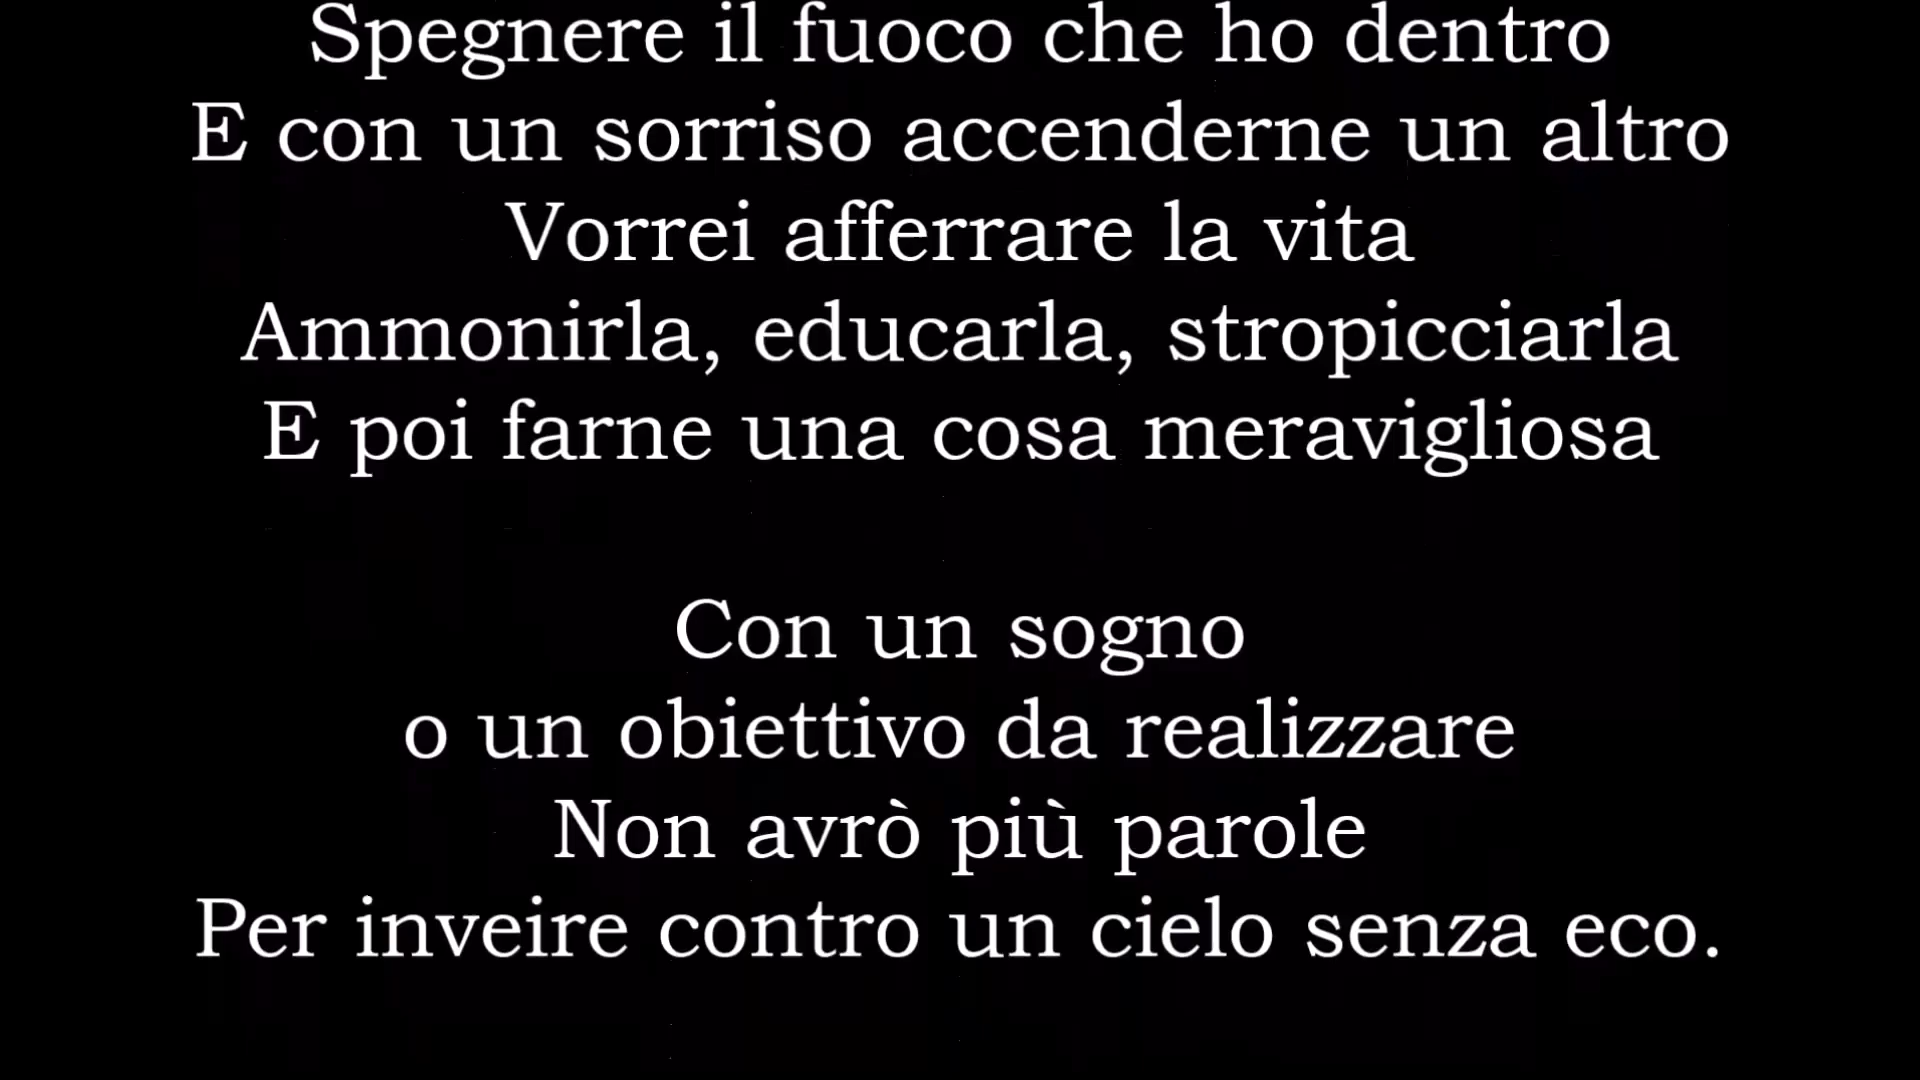 Spegnere il fuoco che ho dentro
E con un sorriso accenderne un altro
Vorrei afferrare la vita
Ammonirla, educarla, stropicciarla
E poi farne una cosa meravigliosa
Con un sogno
o un obiettivo da realizzare
Non avrò più parole
Per inveire contro un cielo senza eco.